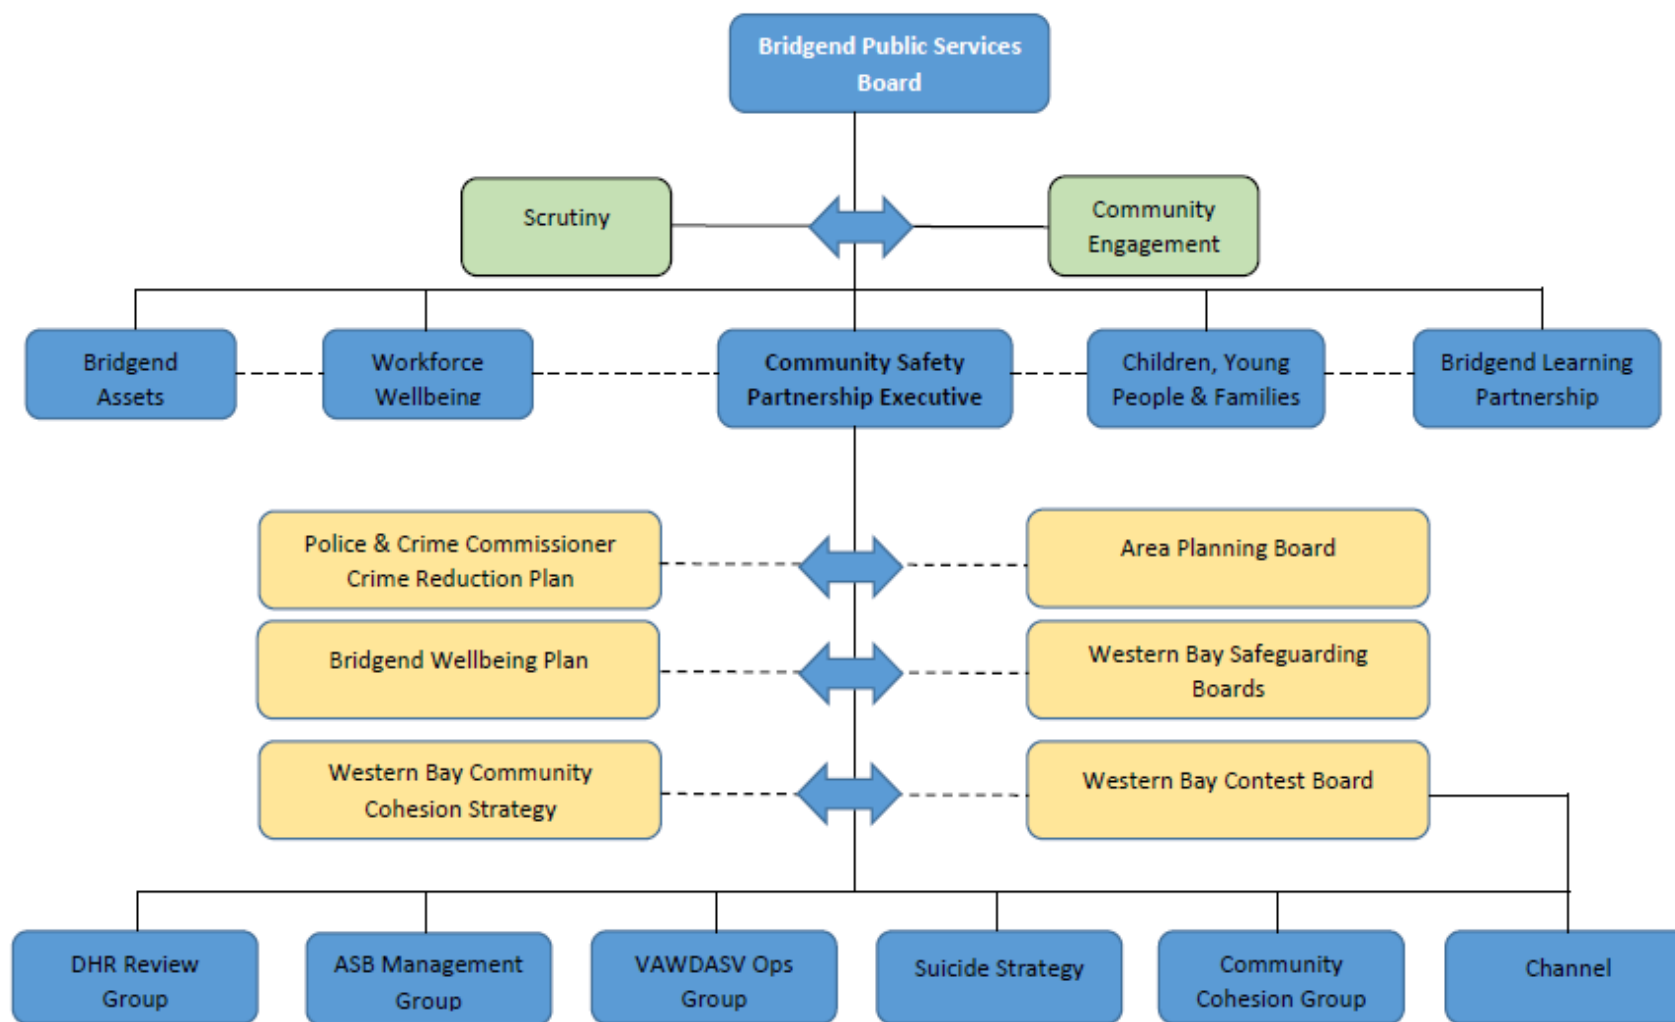 Bridgend Public Services
Board
Scrutiny
Community
Engagement
Bridgend
Assets
Workforce
Wellbeing
Community Safety
Partnership Executive
Children, Young
People & Families
Bridgend Learning
Partnership
Police & Crime Commissioner
Crime Reduction Plan
Area Planning Board
Bridgend Wellbeing Plan
Western Bay Safeguarding
Boards
Western Bay Community
Cohesion Strategy
Western Bay Contest Board
DHR Review
Group
ASB Management
Group
VAWDASV Ops
Group
Suicide Strategy
Community
Cohesion Group
Channel